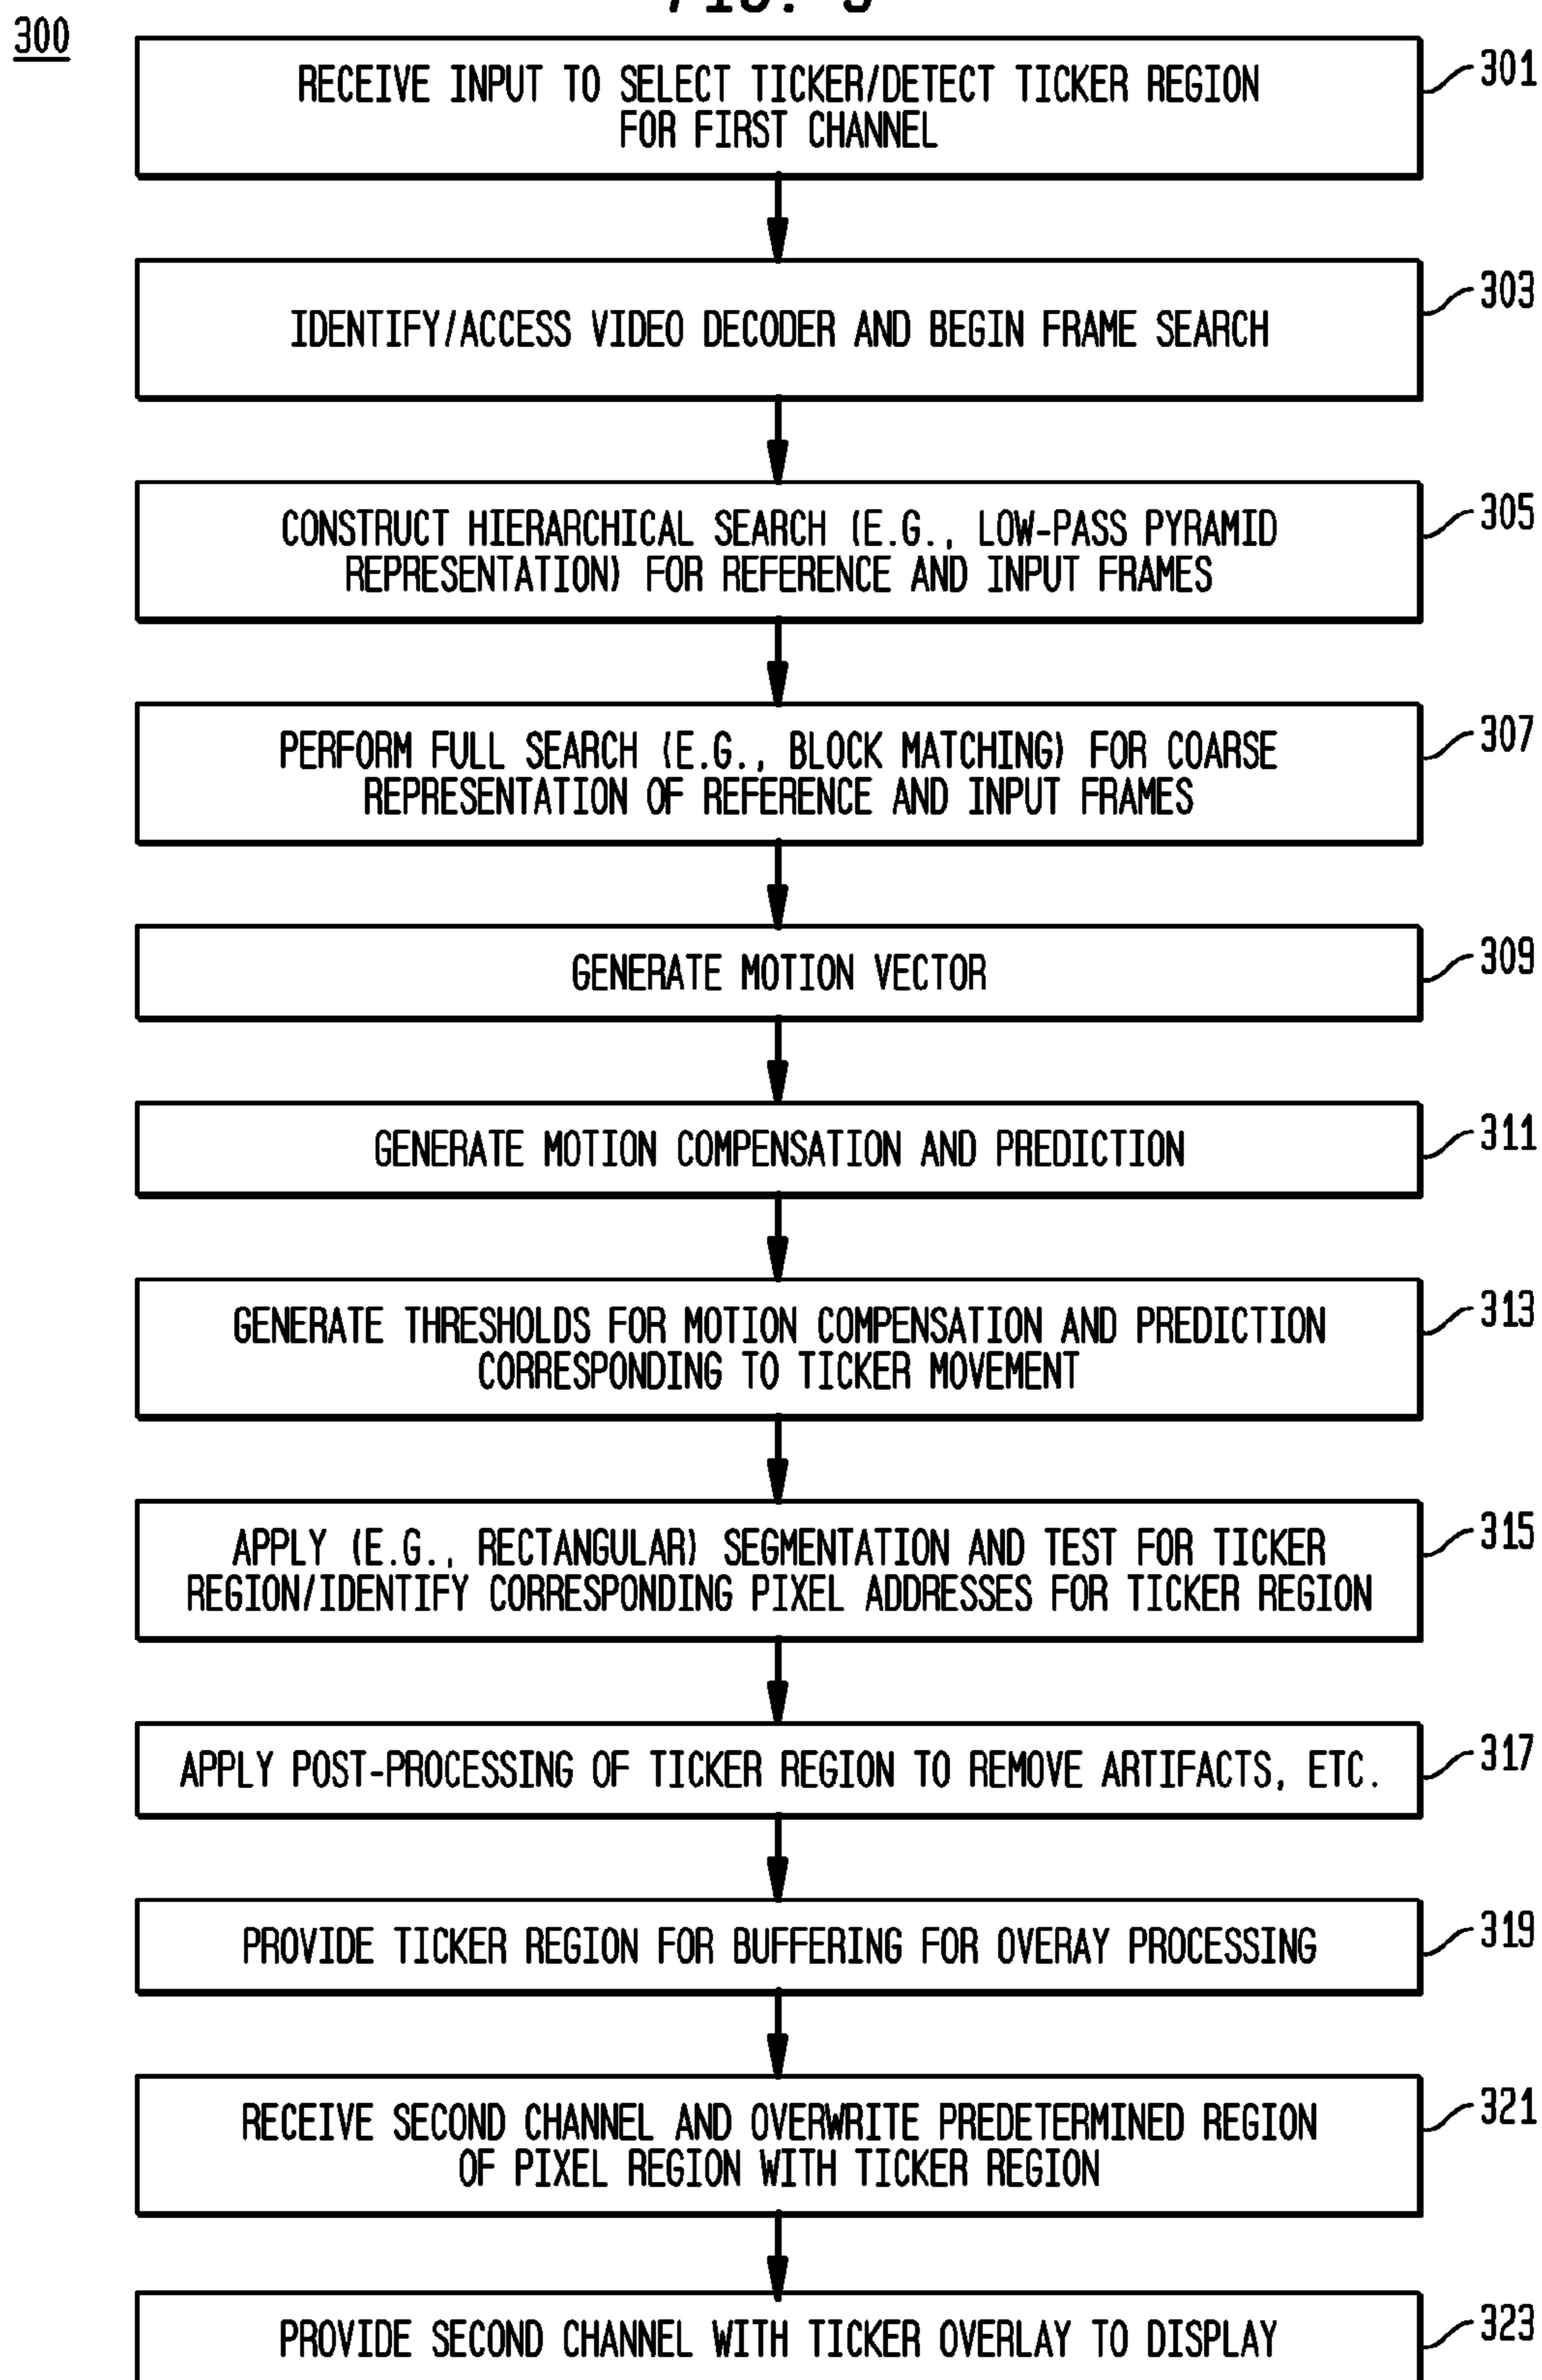 FIG.
300
RECEIVE INPUT TO SELECT TICKER/DETECT TICKER REGION
FOR FIRST CHANNEL
301
IDENTIFY/ACCESS VIDEO DECODER AND BEGIN FRAME SEARCH
303
CONSTRUCT HIERARCHICAL SEARCH (E.G., LOW-PASS PYRAMID
REPRESENTATION) FOR REFERENCE AND INPUT FRAMES
305
PERFORM FULL SEARCH (E.G., BLOCK MATCHING) FOR COARSE
REPRESENTATION OF REFERENCE AND INPUT FRAMES
307
GENERATE MOTION VECTOR
309
GENERATE MOTION COMPENSATION AND PREDICTION
311
GENERATE THRESHOLDS FOR MOTION COMPENSATION AND PREDICTION
CORRESPONDING TO TICKER MOVEMENT
313
APPLY (E.G., RECTANGULAR) SEGMENTATION AND TEST FOR TICKER
REGION/IDENTIFY CORRESPONDING PIXEL ADDRESSES FOR TICKER REGION
315
APPLY POST-PROCESSING OF TICKER REGION TO REMOVE ARTIFACTS, ETC.
317
PROVIDE TICKER REGION FOR BUFFERING FOR OVERAY PROCESSING
319
RECEIVE SECOND CHANNEL AND OVERWRITE PREDETERMINED REGION
OF PIXEL REGION WITH TICKER REGION
321
PROVIDE SECOND CHANNEL WITH TICKER OVERLAY TO DISPLAY
323